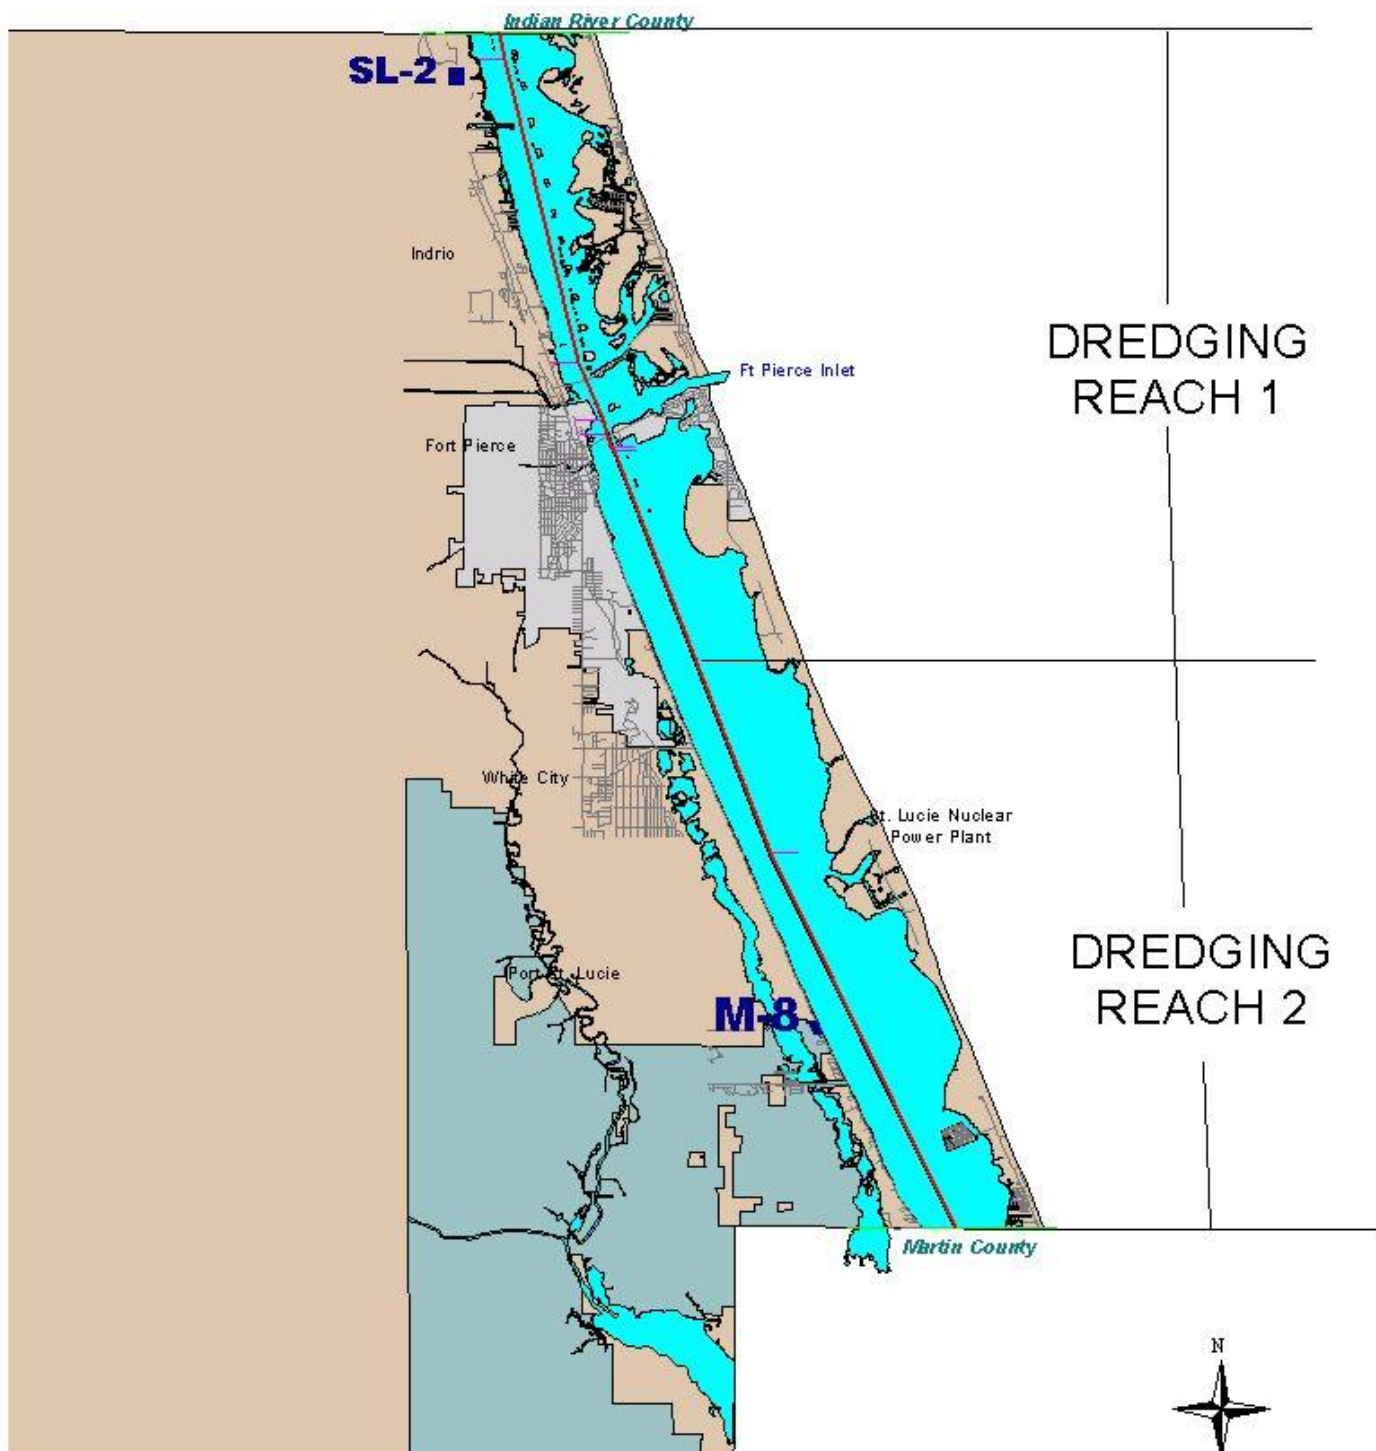 Indian River County
SL-2
Indrio
DREDGING
REACH 1
Ft Pierce Inlet
Fort Pierce
White City
t. Lucie Nuclear
Power Plant
DREDGING
REACH 2
Port St. Lucie
M-8
Martin County
N